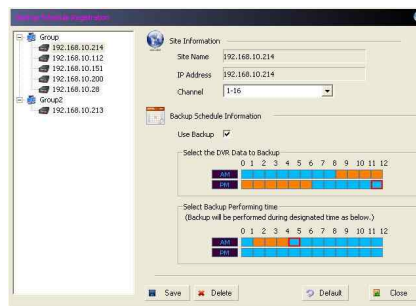 Backup Schedule Registration
Group
192.168.10.214
192.168.10.112
192.168.10.151
192.168.10.200
192.168.10.28
Group2
192.168.10.213
Site Information
Site Name 192.168.10.214
IP Address 192.168.10.214
Channel 1-16
Backup Schedule Information
Use Backup
Select the DVR Data to Backup
0 1 2 3 4 5 6 7 8 9 10 11 12
AM
PM
Select Backup Performing time
(Backup will be performed during designated time as below.)
0 1 2 3 4 5 6 7 8 9 10 11 12
AM
PM
Save Delete Default Close